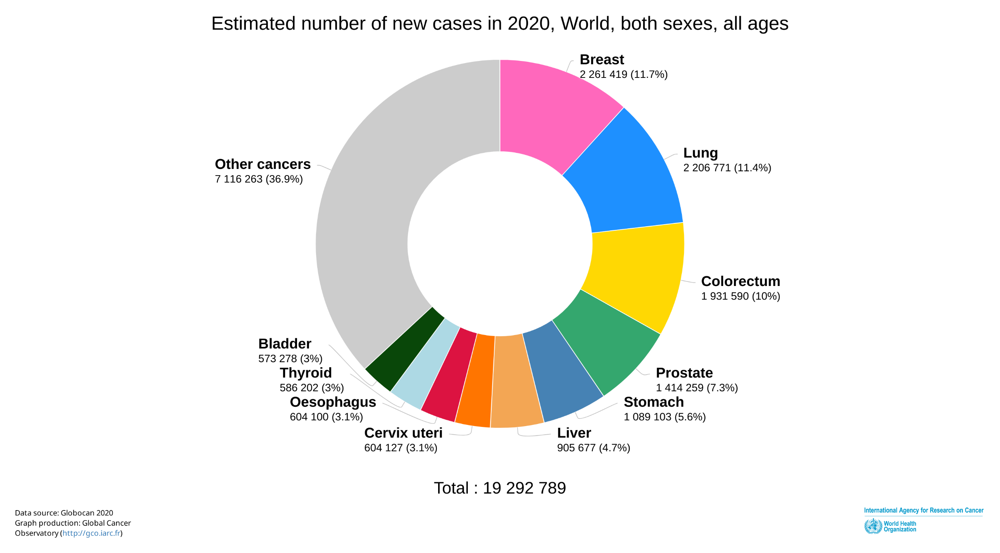 Estimated number of new cases in 2020, World, both sexes, all ages
Breast
2 261 419 (11.7%)
Lung
2 206 771 (11.4%)
Other cancers
7 116 263 (36.9%)
Colorectum
1 931 590 (10%)
Bladder
573 278 (3%)
Thyroid
586 202 (3%)
Prostate
1 414 259 (7.3%)
Oesophagus
604 100 (3.1%)
Stomach
1 089 103 (5.6%)
Cervix uteri
604 127 (3.1%)
Liver
905 677 (4.7%)
Total : 19 292 789
Data source: Globocan 2020
Graph production: Global Cancer
Observatory (http://gco.iarc.fr)
International Agency for Research on Cancer
World Health
Organization